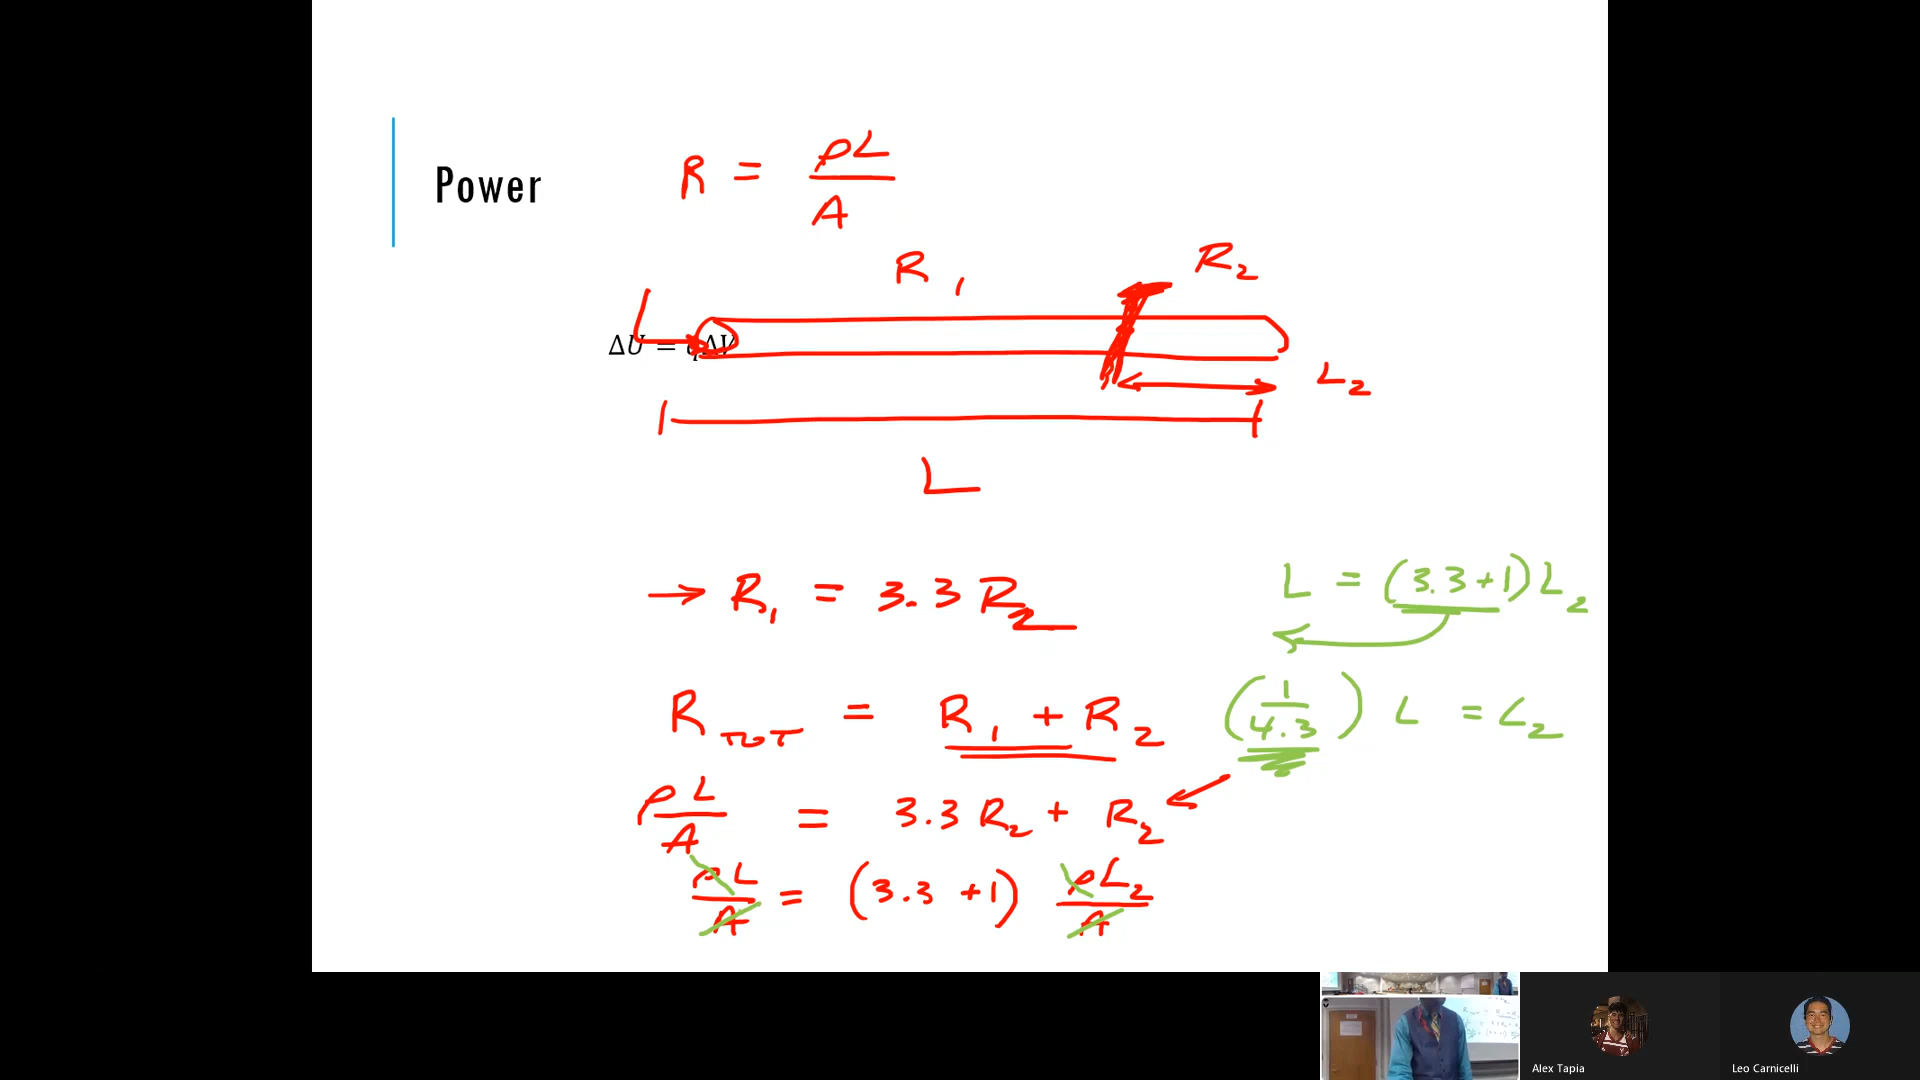 Power
R = ρL / A
R1
R2
L
ΔU = qΔV
L2
L
→ R1 = 3.3 R2
L = (3.3+1) L2
RTOT = R1 + R2
(1/4.3) L = L2
ρL/A = 3.3 R2 + R2
ρL/A = (3.3 + 1) ρL2/A
Alex Tapia
Leo Carnicelli